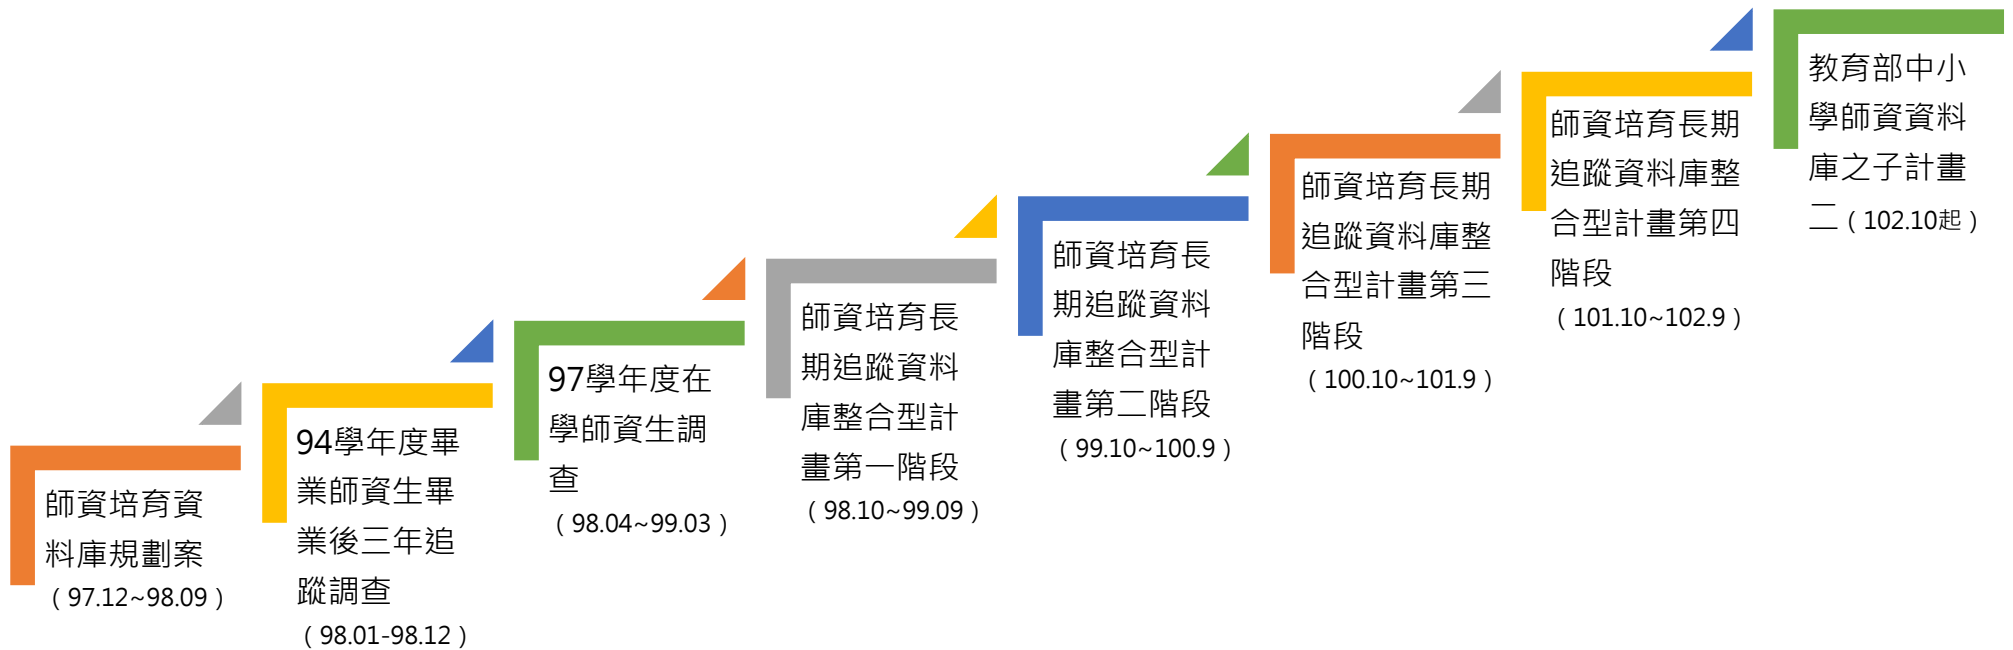 師資培育資
料庫規劃案
（97.12~98.09）
94學年度畢
業師資生畢
業後三年追
蹤調查
（98.01-98.12）
97學年度在
學師資生調
查
（98.04~99.03）
師資培育長
期追蹤資料
庫整合型計
畫第一階段
（98.10~99.09）
師資培育長
期追蹤資料
庫整合型計
畫第二階段
（99.10~100.9）
師資培育長期
追蹤資料庫整
合型計畫第三
階段
（100.10~101.9）
師資培育長期
追蹤資料庫整
合型計畫第四
階段
（101.10~102.9）
教育部中小
學師資資料
庫之子計畫
二（102.10起）